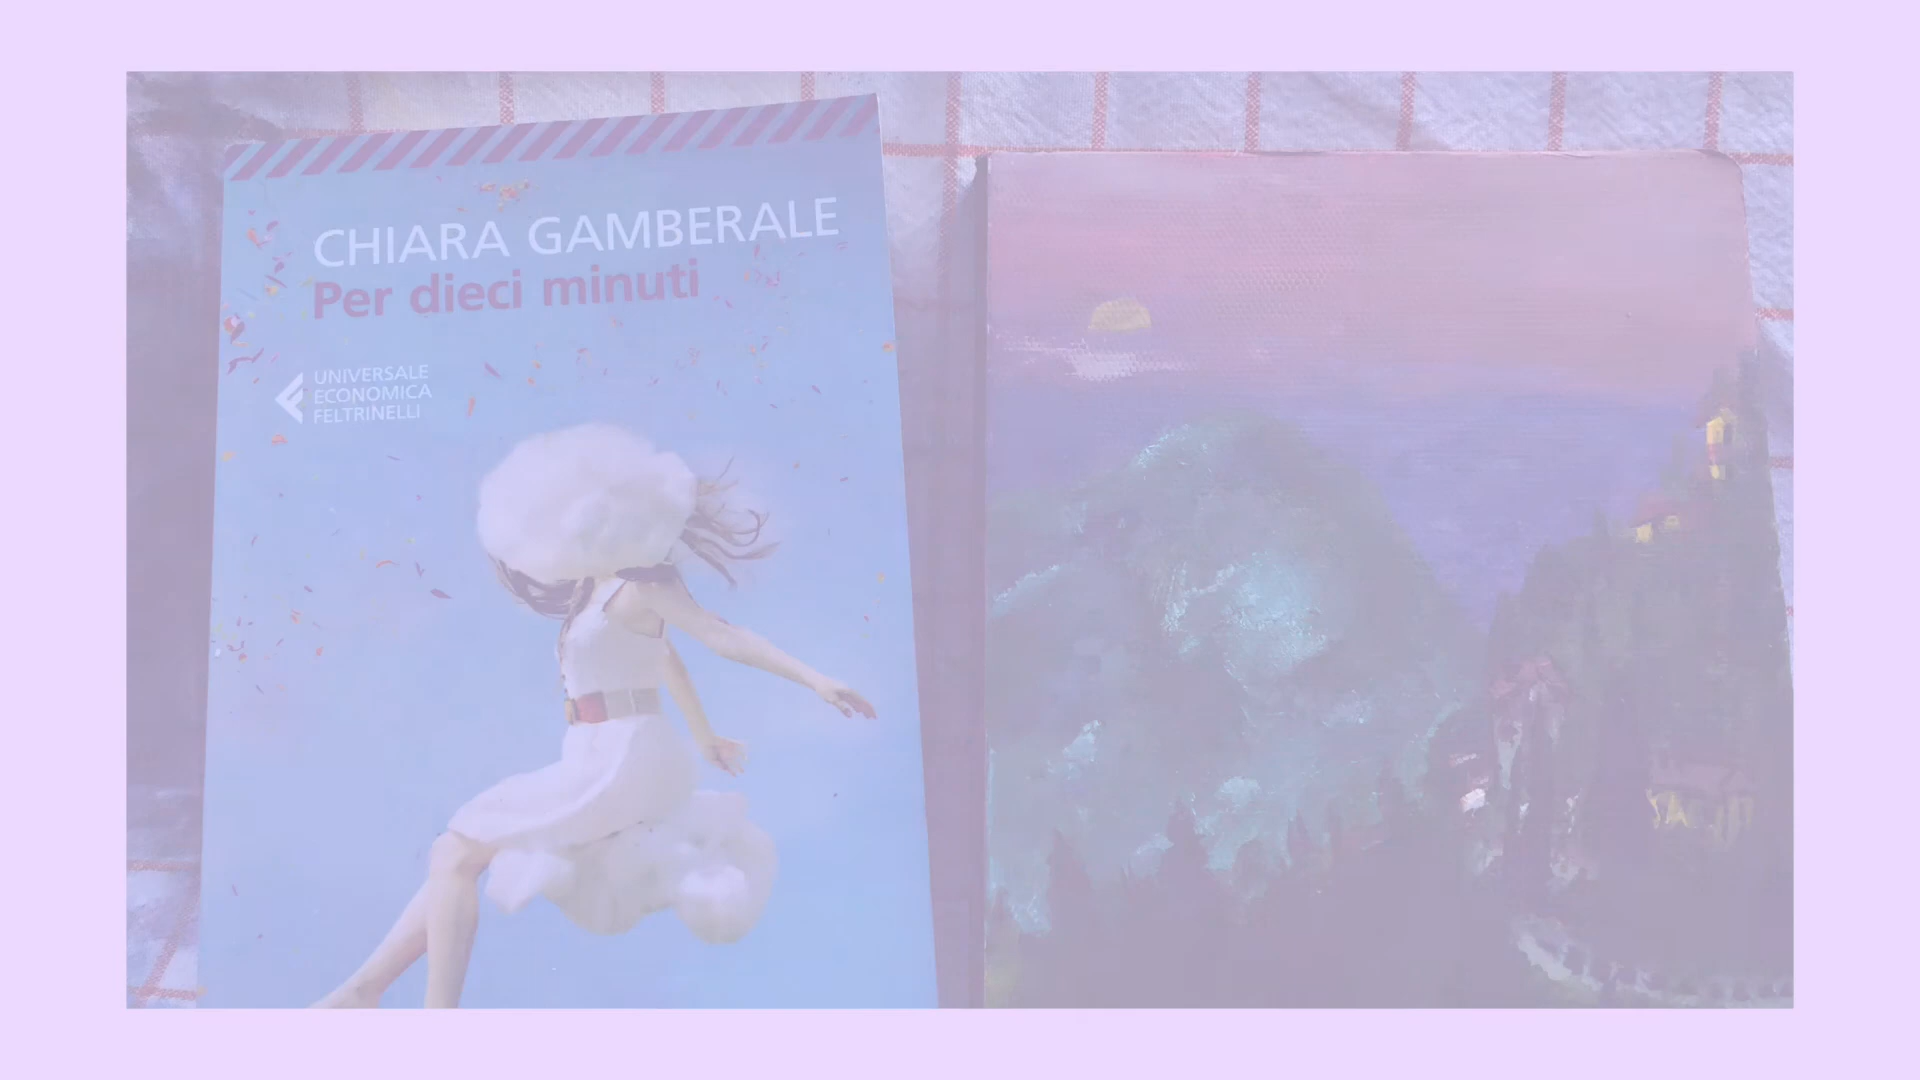 CHIARA GAMBERALE
Per dieci minuti
UNIVERSALE
ECONOMICA
FELTRINELLI